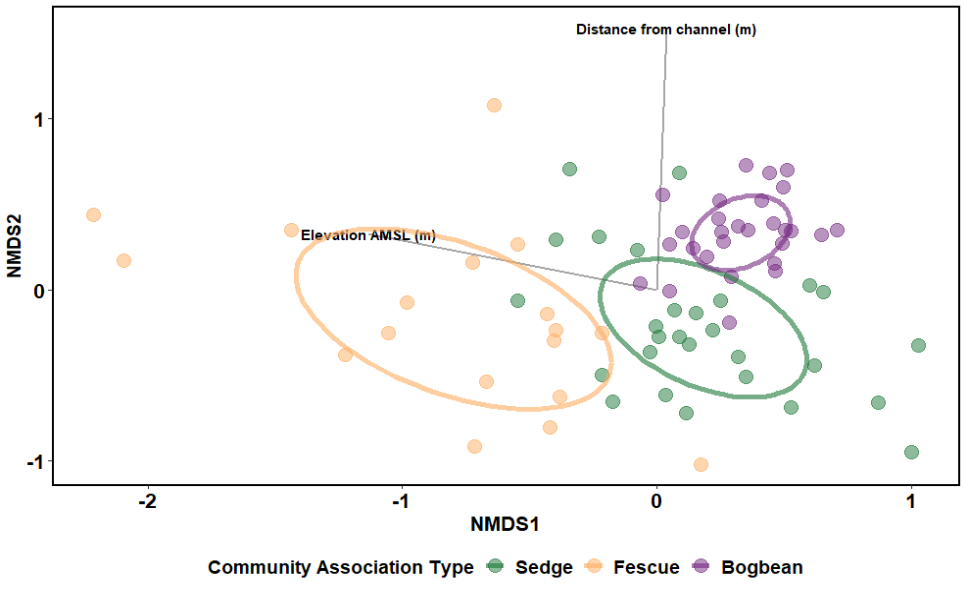 Distance from channel (m)
1
Elevation AMSL (m)
NMDS2
0
-1
-2 -1 0 1
NMDS1
Community Association Type Sedge Fescue Bogbean